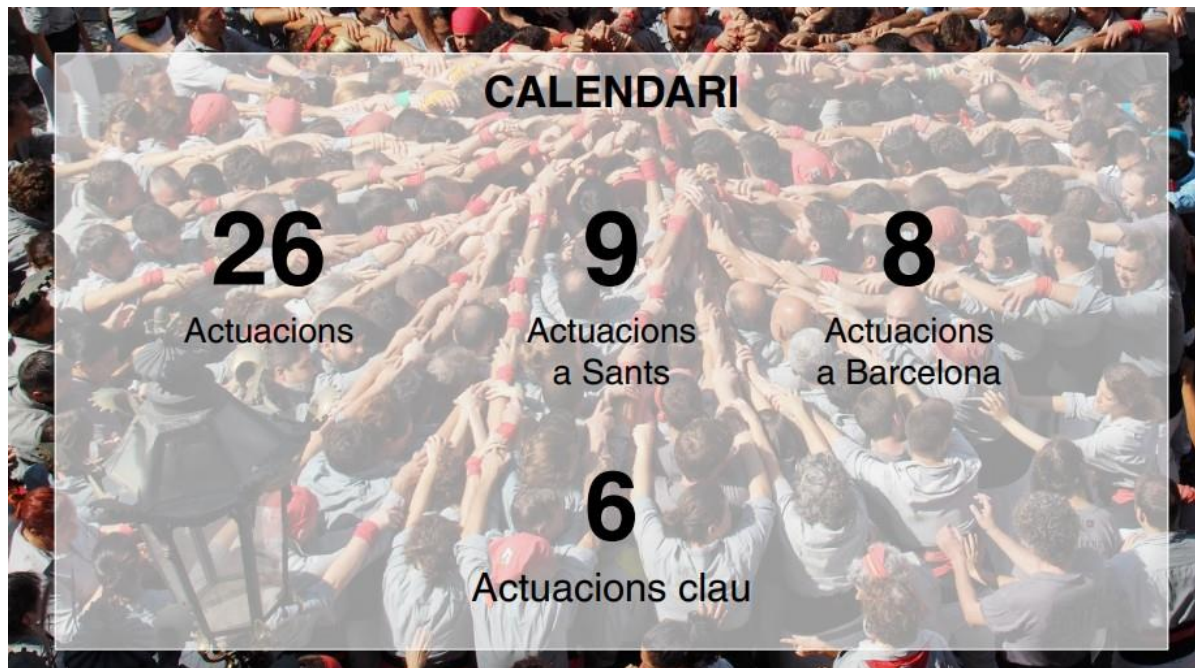 CALENDARI
26
Actuacions
9
Actuacions
a Sants
8
Actuacions
a Barcelona
6
Actuacions clau